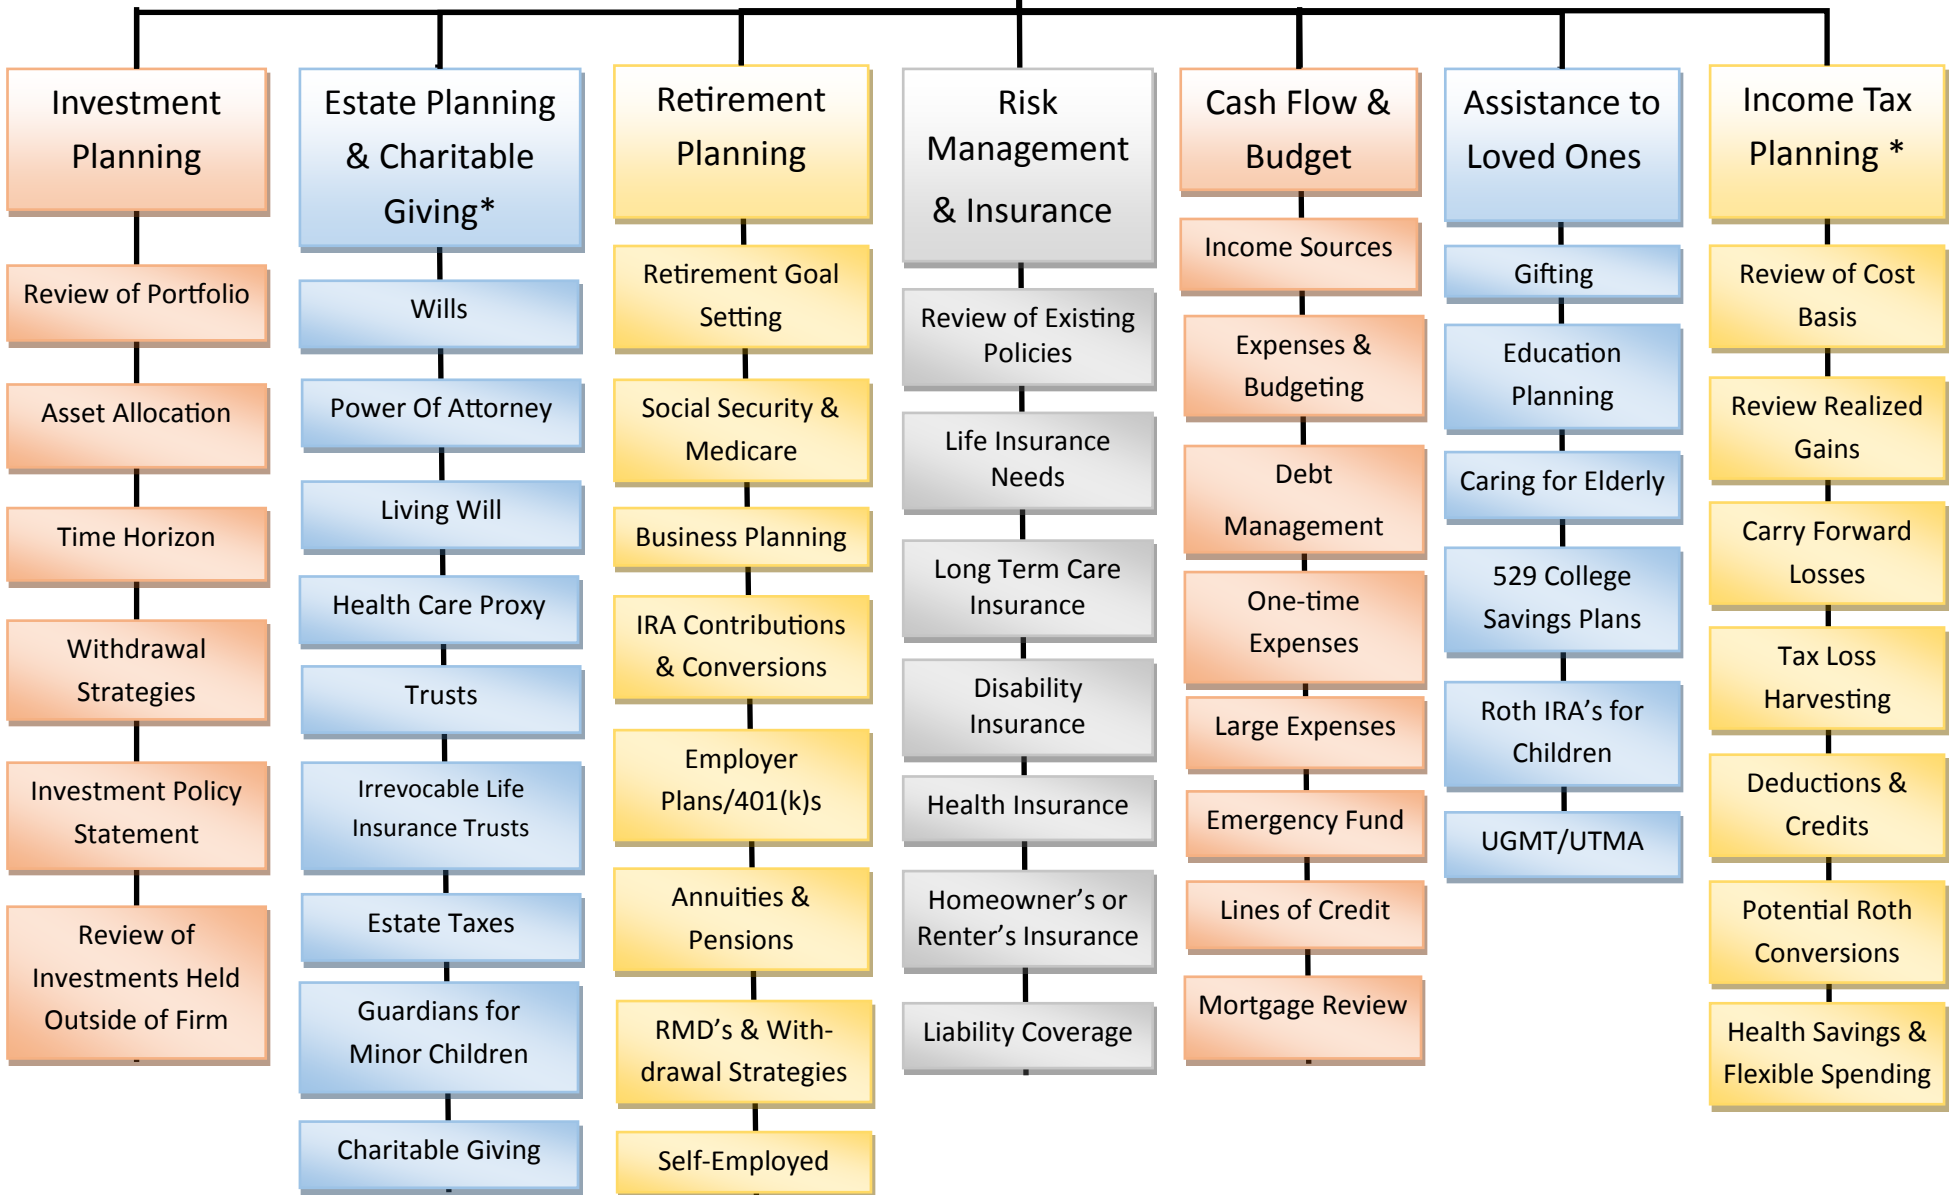 Investment
Planning
Review of Portfolio
Asset Allocation
Time Horizon
Withdrawal
Strategies
Investment Policy
Statement
Review of
Investments Held
Outside of Firm
Estate Planning
& Charitable
Giving*
Wills
Power Of Attorney
Living Will
Health Care Proxy
Trusts
Irrevocable Life
Insurance Trusts
Estate Taxes
Guardians for
Minor Children
Charitable Giving
Retirement
Planning
Retirement Goal
Setting
Social Security &
Medicare
Business Planning
IRA Contributions
& Conversions
Employer
Plans/401(k)s
Annuities &
Pensions
RMD's & With-
drawal Strategies
Self-Employed
Risk
Management
& Insurance
Review of Existing
Policies
Life Insurance
Needs
Long Term Care
Insurance
Disability
Insurance
Health Insurance
Homeowner's or
Renter's Insurance
Liability Coverage
Cash Flow &
Budget
Income Sources
Expenses &
Budgeting
Debt
Management
One-time
Expenses
Large Expenses
Emergency Fund
Lines of Credit
Mortgage Review
Assistance to
Loved Ones
Gifting
Education
Planning
Caring for Elderly
529 College
Savings Plans
Roth IRA's for
Children
UGMT/UTMA
Income Tax
Planning *
Review of Cost
Basis
Review Realized
Gains
Carry Forward
Losses
Tax Loss
Harvesting
Deductions &
Credits
Potential Roth
Conversions
Health Savings &
Flexible Spending